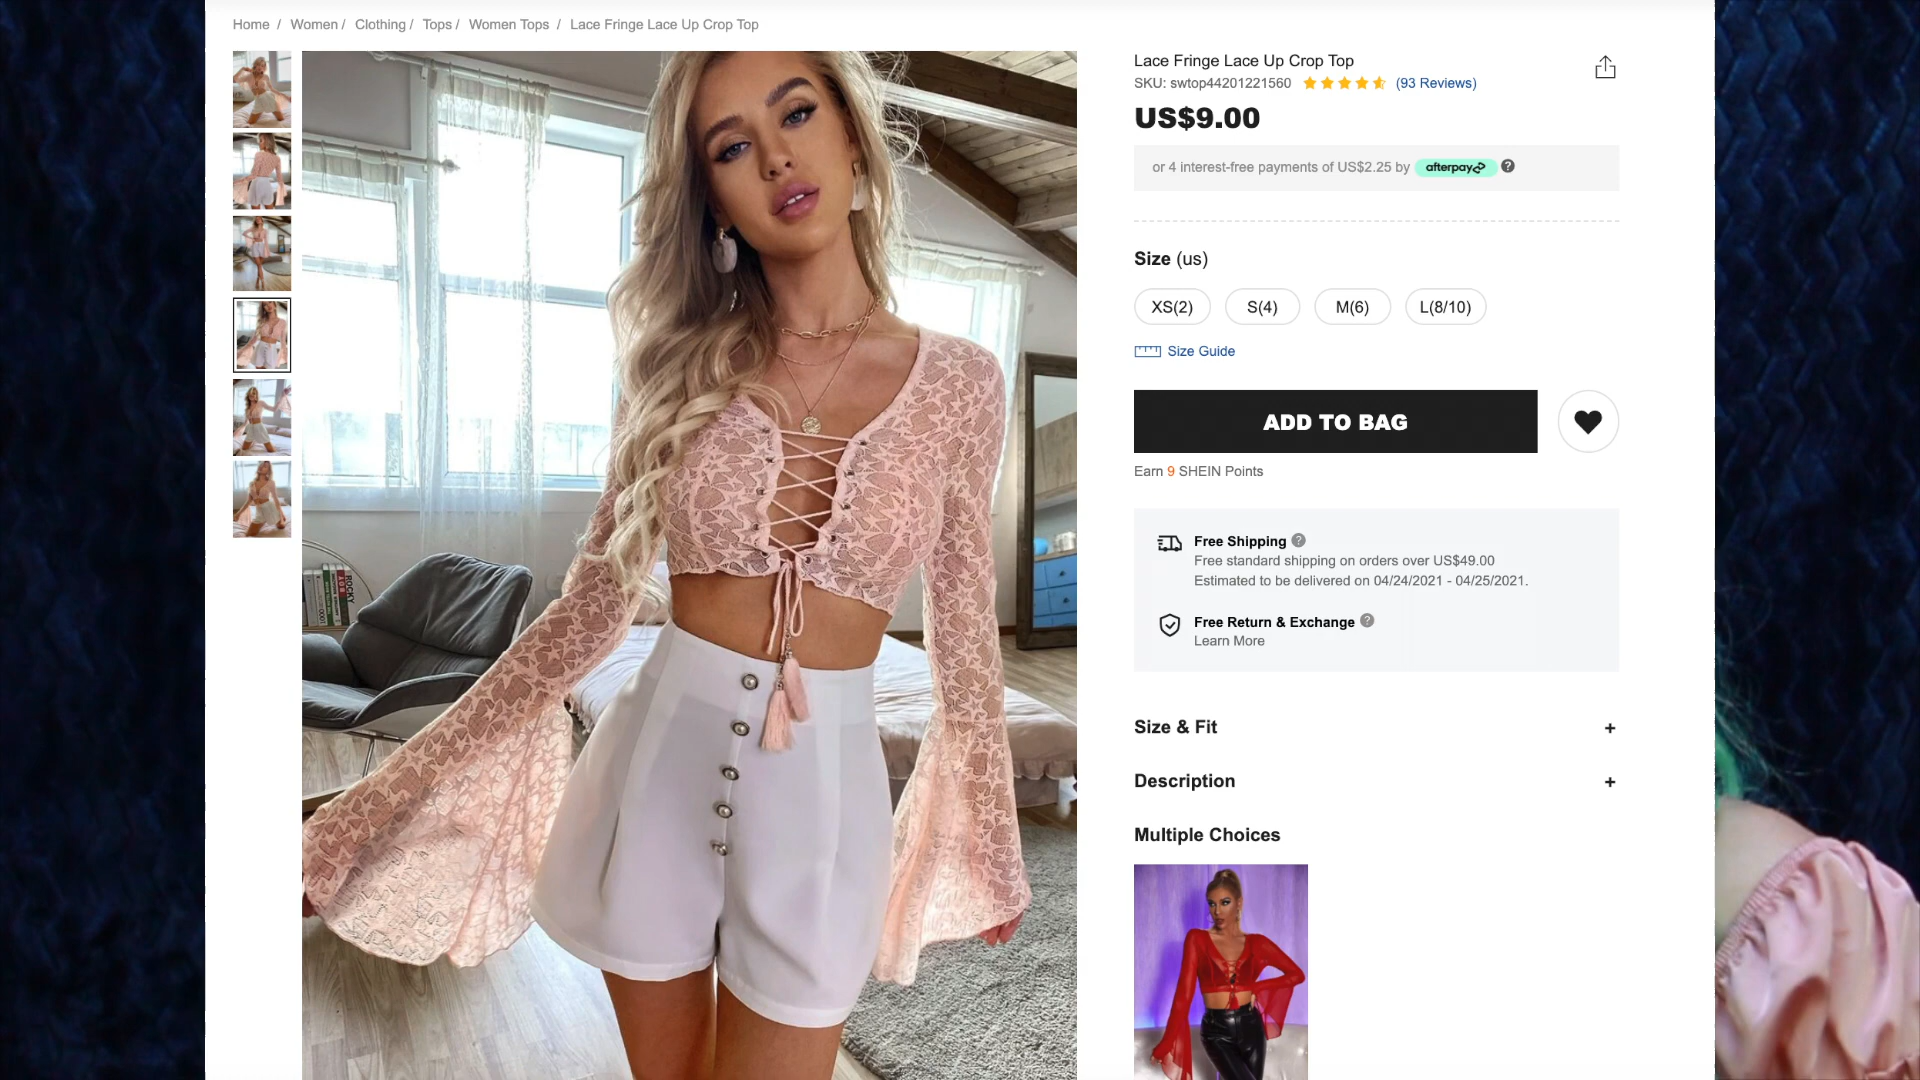 Home / Women / Clothing / Tops / Women Tops / Lace Fringe Lace Up Crop Top
Lace Fringe Lace Up Crop Top
SKU: swtop44201221560 (93 Reviews)
US$9.00
or 4 interest-free payments of US$2.25 by afterpay ?
Size (us)
XS(2) S(4) M(6) L(8/10)
Size Guide
ADD TO BAG
Earn 9 SHEIN Points
Free Shipping ?
Free standard shipping on orders over US$49.00
Estimated to be delivered on 04/24/2021 - 04/25/2021.
Free Return & Exchange ?
Learn More
Size & Fit +
Description +
Multiple Choices
ROCKY